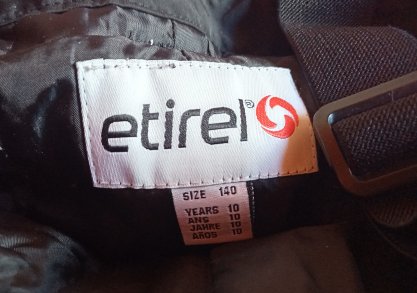 etirel®
SIZE 140
YEARS 10
ANS 10
JAHRE 10
AÑOS 10